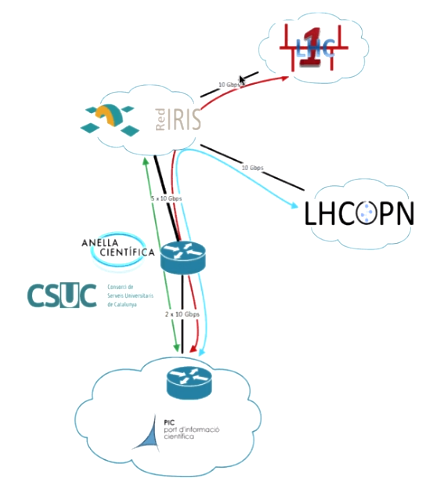 LHC
1
10 Gbps
Red
IRIS
10 Gbps
LHCOPN
5 x 10 Gbps
ANELLA
CIENTÍFICA
CSUC
Consorci de
Serveis Universitaris
de Catalunya
2 x 10 Gbps
PIC
port d'informació
científica